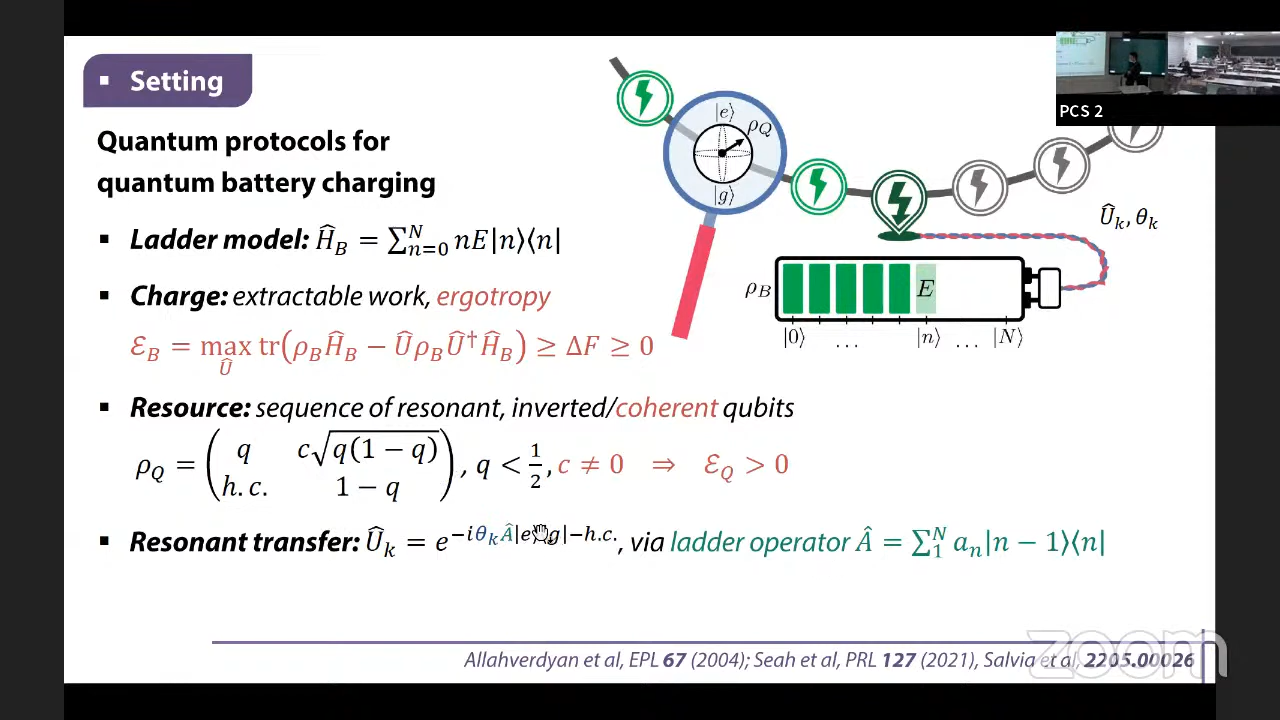 ▪ Setting
Quantum protocols for
quantum battery charging
▪ Ladder model: Ĥ_B = ∑_{n=0}^{N} nE|n⟩⟨n|
▪ Charge: extractable work, ergotropy
ℰ_B = max_Û tr(ρ_B Ĥ_B − Û ρ_B Û† Ĥ_B) ≥ ΔF ≥ 0
▪ Resource: sequence of resonant, inverted/coherent qubits
ρ_Q = ( q  c√(q(1 − q)) ; h. c.  1 − q ), q < 1/2, c ≠ 0 ⇒ ℰ_Q > 0
▪ Resonant transfer: Û_k = e^{−iθ_k Â|e⟩⟨g|−h.c.}, via ladder operator Â = ∑_1^N a_n|n − 1⟩⟨n|
|e⟩
ρ_Q
|g⟩
Û_k, θ_k
ρ_B
E
|0⟩ ... |n⟩ ... |N⟩
PCS 2
Allahverdyan et al, EPL 67 (2004); Seah et al, PRL 127 (2021), Salvia et al, 2205.00026
zoom